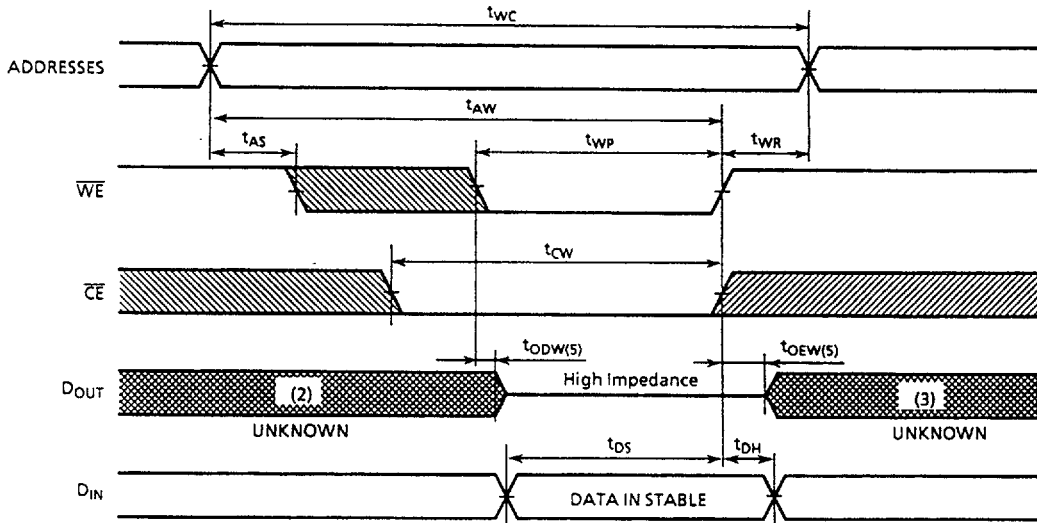 tWC
ADDRESSES
tAW
tAS
tWP
tWR
WE
tCW
CE
tODW(5)
tOEW(5)
DOUT
(2)
High Impedance
(3)
UNKNOWN
UNKNOWN
tDS
tDH
DIN
DATA IN STABLE